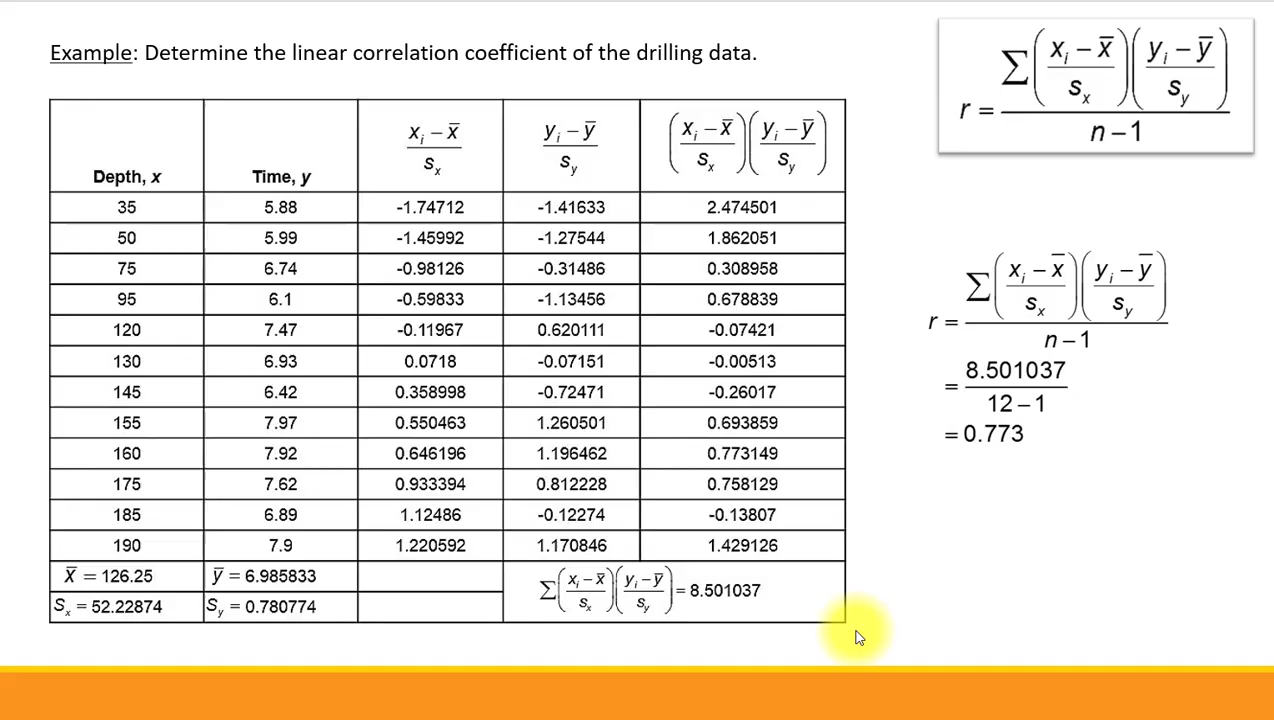 Example: Determine the linear correlation coefficient of the drilling data.
r = ∑((xᵢ − x̄)/sₓ)((yᵢ − ȳ)/s_y) / (n − 1)
Depth, x	Time, y	(xᵢ − x̄)/sₓ	(yᵢ − ȳ)/s_y	((xᵢ − x̄)/sₓ)((yᵢ − ȳ)/s_y)
35	5.88	-1.74712	-1.41633	2.474501
50	5.99	-1.45992	-1.27544	1.862051
75	6.74	-0.98126	-0.31486	0.308958
95	6.1	-0.59833	-1.13456	0.678839
120	7.47	-0.11967	0.620111	-0.07421
130	6.93	0.0718	-0.07151	-0.00513
145	6.42	0.358998	-0.72471	-0.26017
155	7.97	0.550463	1.260501	0.693859
160	7.92	0.646196	1.196462	0.773149
175	7.62	0.933394	0.812228	0.758129
185	6.89	1.12486	-0.12274	-0.13807
190	7.9	1.220592	1.170846	1.429126
x̄ = 126.25	ȳ = 6.985833	∑((xᵢ − x̄)/sₓ)((yᵢ − ȳ)/s_y) = 8.501037
Sₓ = 52.22874	S_y = 0.780774
r = ∑((xᵢ − x̄)/sₓ)((yᵢ − ȳ)/s_y) / (n − 1)
= 8.501037 / (12 − 1)
= 0.773